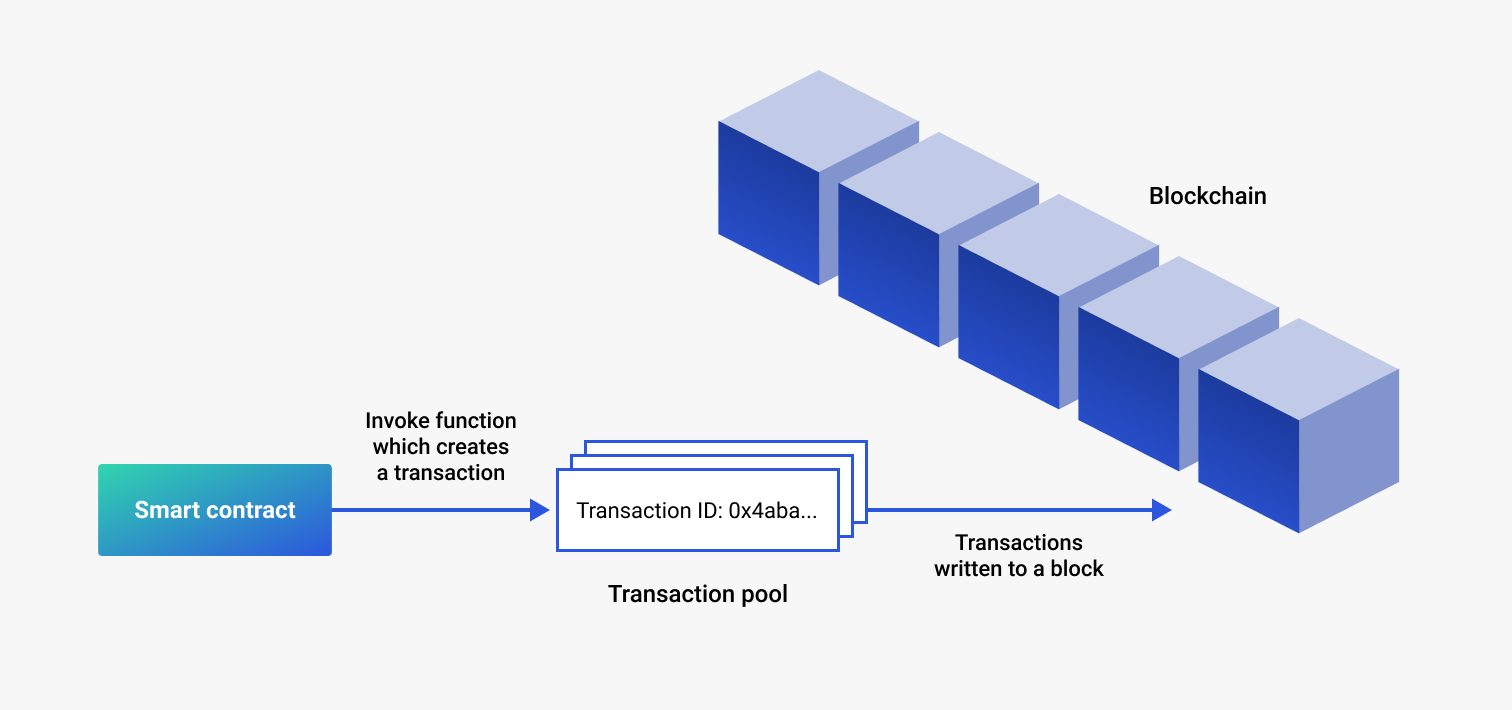 Blockchain
Invoke function
which creates
a transaction
Smart contract
Transaction ID: 0x4aba...
Transactions
written to a block
Transaction pool